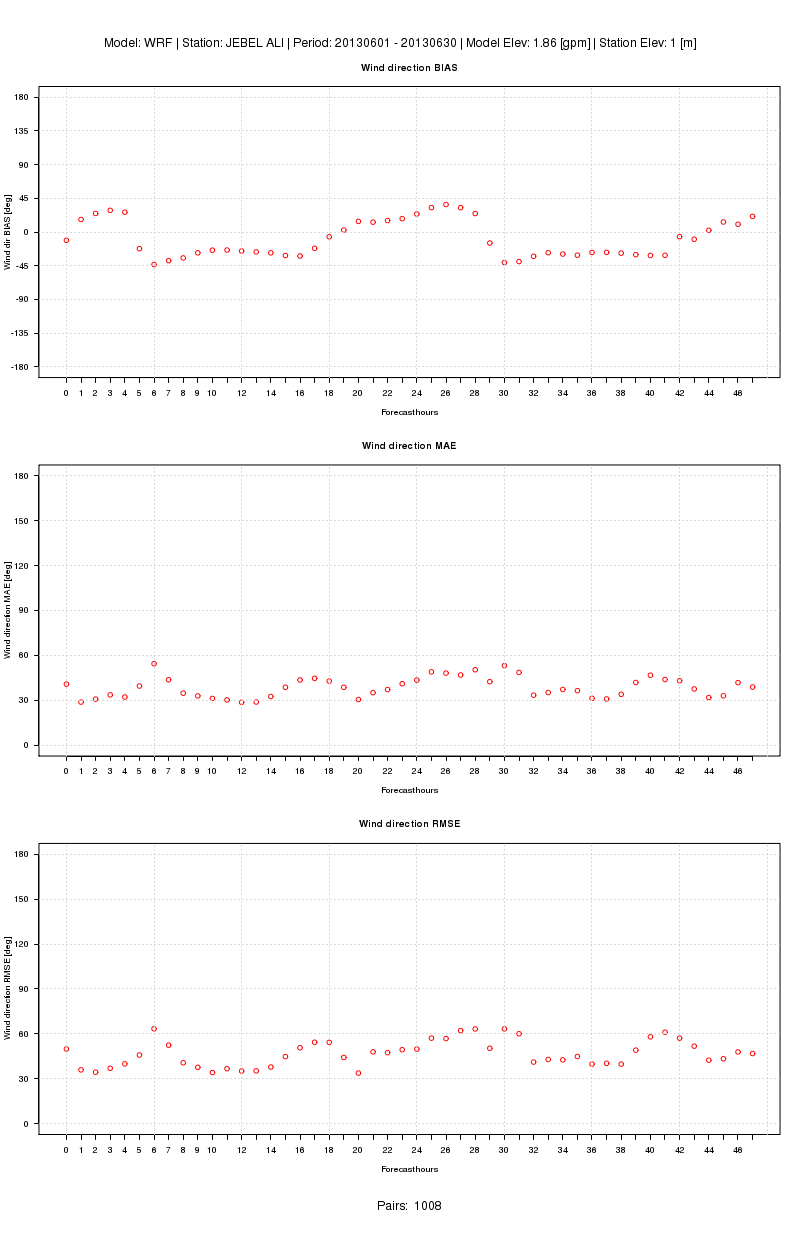 Model: WRF | Station: JEBEL ALI | Period: 20130601 - 20130630 | Model Elev: 1.86 [gpm] | Station Elev: 1 [m]
Wind direction BIAS
Wind dir BIAS [deg]
180
135
90
45
0
-45
-90
-135
-180
0 1 2 3 4 5 6 7 8 9 10 12 14 16 18 20 22 24 26 28 30 32 34 36 38 40 42 44 46
Forecasthours
Wind direction MAE
Wind direction MAE [deg]
180
150
120
90
60
30
0
0 1 2 3 4 5 6 7 8 9 10 12 14 16 18 20 22 24 26 28 30 32 34 36 38 40 42 44 46
Forecasthours
Wind direction RMSE
Wind direction RMSE [deg]
180
150
120
90
60
30
0
0 1 2 3 4 5 6 7 8 9 10 12 14 16 18 20 22 24 26 28 30 32 34 36 38 40 42 44 46
Forecasthours
Pairs: 1008